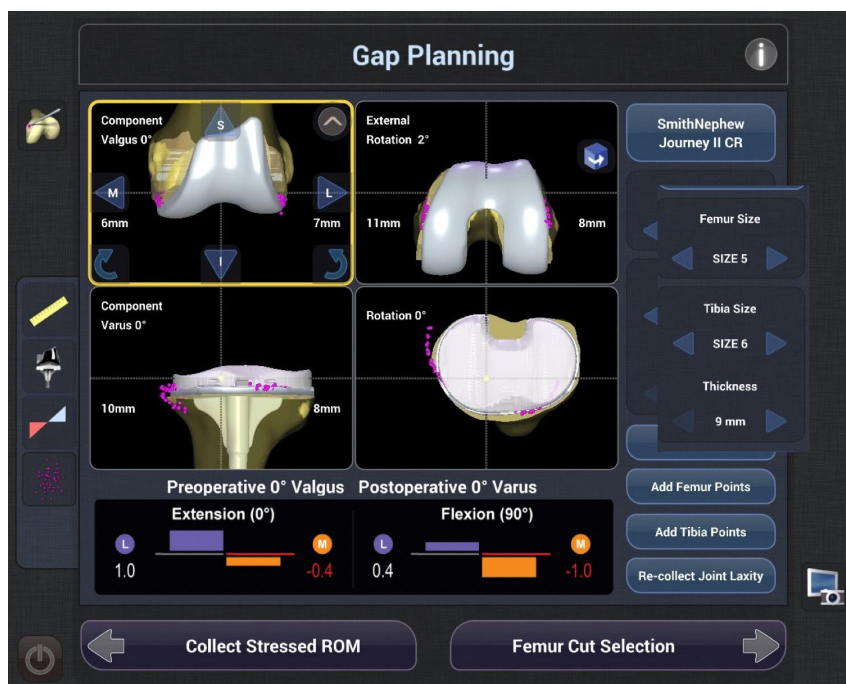 Gap Planning
i
Component
Valgus 0°
S
M
L
6mm
7mm
I
External
Rotation 2°
11mm
8mm
SmithNephew
Journey II CR
Femur Size
SIZE 5
Tibia Size
SIZE 6
Thickness
9 mm
Component
Varus 0°
10mm
8mm
Rotation 0°
Preoperative 0° Valgus Postoperative 0° Varus
Extension (0°)
L
M
1.0
-0.4
Flexion (90°)
L
M
0.4
-1.0
Add Femur Points
Add Tibia Points
Re-collect Joint Laxity
Collect Stressed ROM
Femur Cut Selection